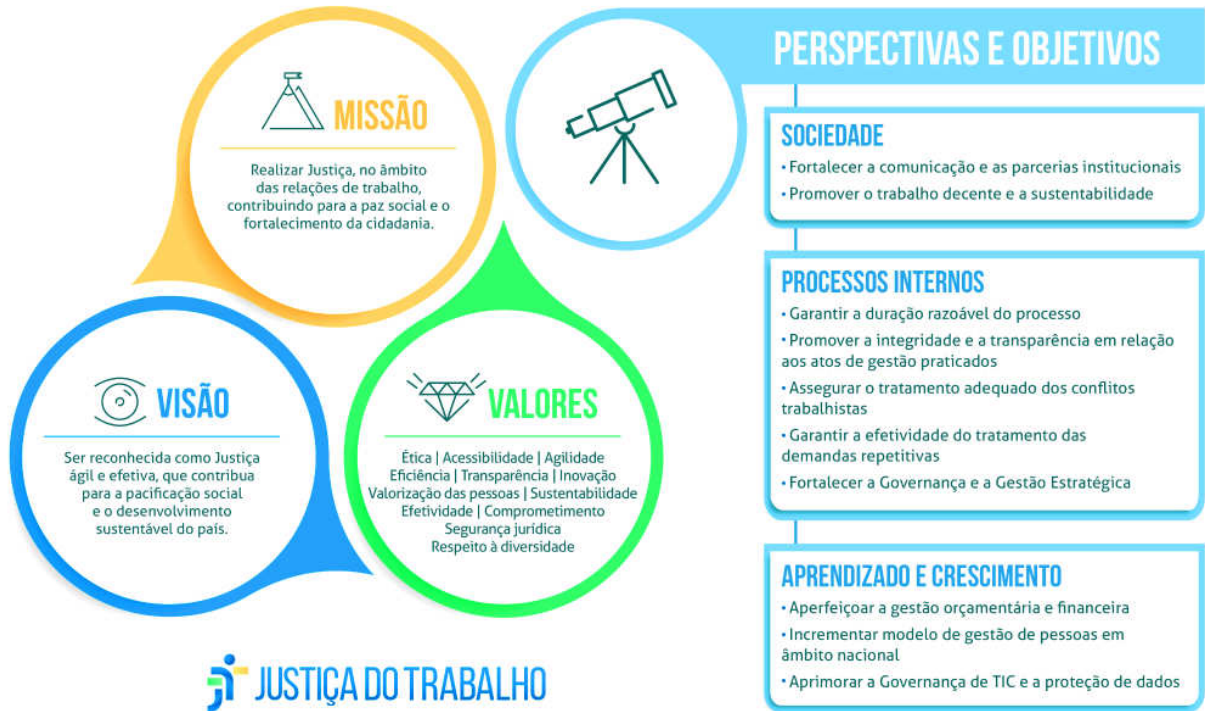 MISSÃO
Realizar Justiça, no âmbito
das relações de trabalho,
contribuindo para a paz social e o
fortalecimento da cidadania.
VISÃO
Ser reconhecida como Justiça
ágil e efetiva, que contribua
para a pacificação social
e o desenvolvimento
sustentável do país.
VALORES
Ética | Acessibilidade | Agilidade
Eficiência | Transparência | Inovação
Valorização das pessoas | Sustentabilidade
Efetividade | Comprometimento
Segurança jurídica
Respeito à diversidade
PERSPECTIVAS E OBJETIVOS
SOCIEDADE
• Fortalecer a comunicação e as parcerias institucionais
• Promover o trabalho decente e a sustentabilidade
PROCESSOS INTERNOS
• Garantir a duração razoável do processo
• Promover a integridade e a transparência em relação
aos atos de gestão praticados
• Assegurar o tratamento adequado dos conflitos
trabalhistas
• Garantir a efetividade do tratamento das
demandas repetitivas
• Fortalecer a Governança e a Gestão Estratégica
APRENDIZADO E CRESCIMENTO
• Aperfeiçoar a gestão orçamentária e financeira
• Incrementar modelo de gestão de pessoas em
âmbito nacional
• Aprimorar a Governança de TIC e a proteção de dados
JUSTIÇA DO TRABALHO